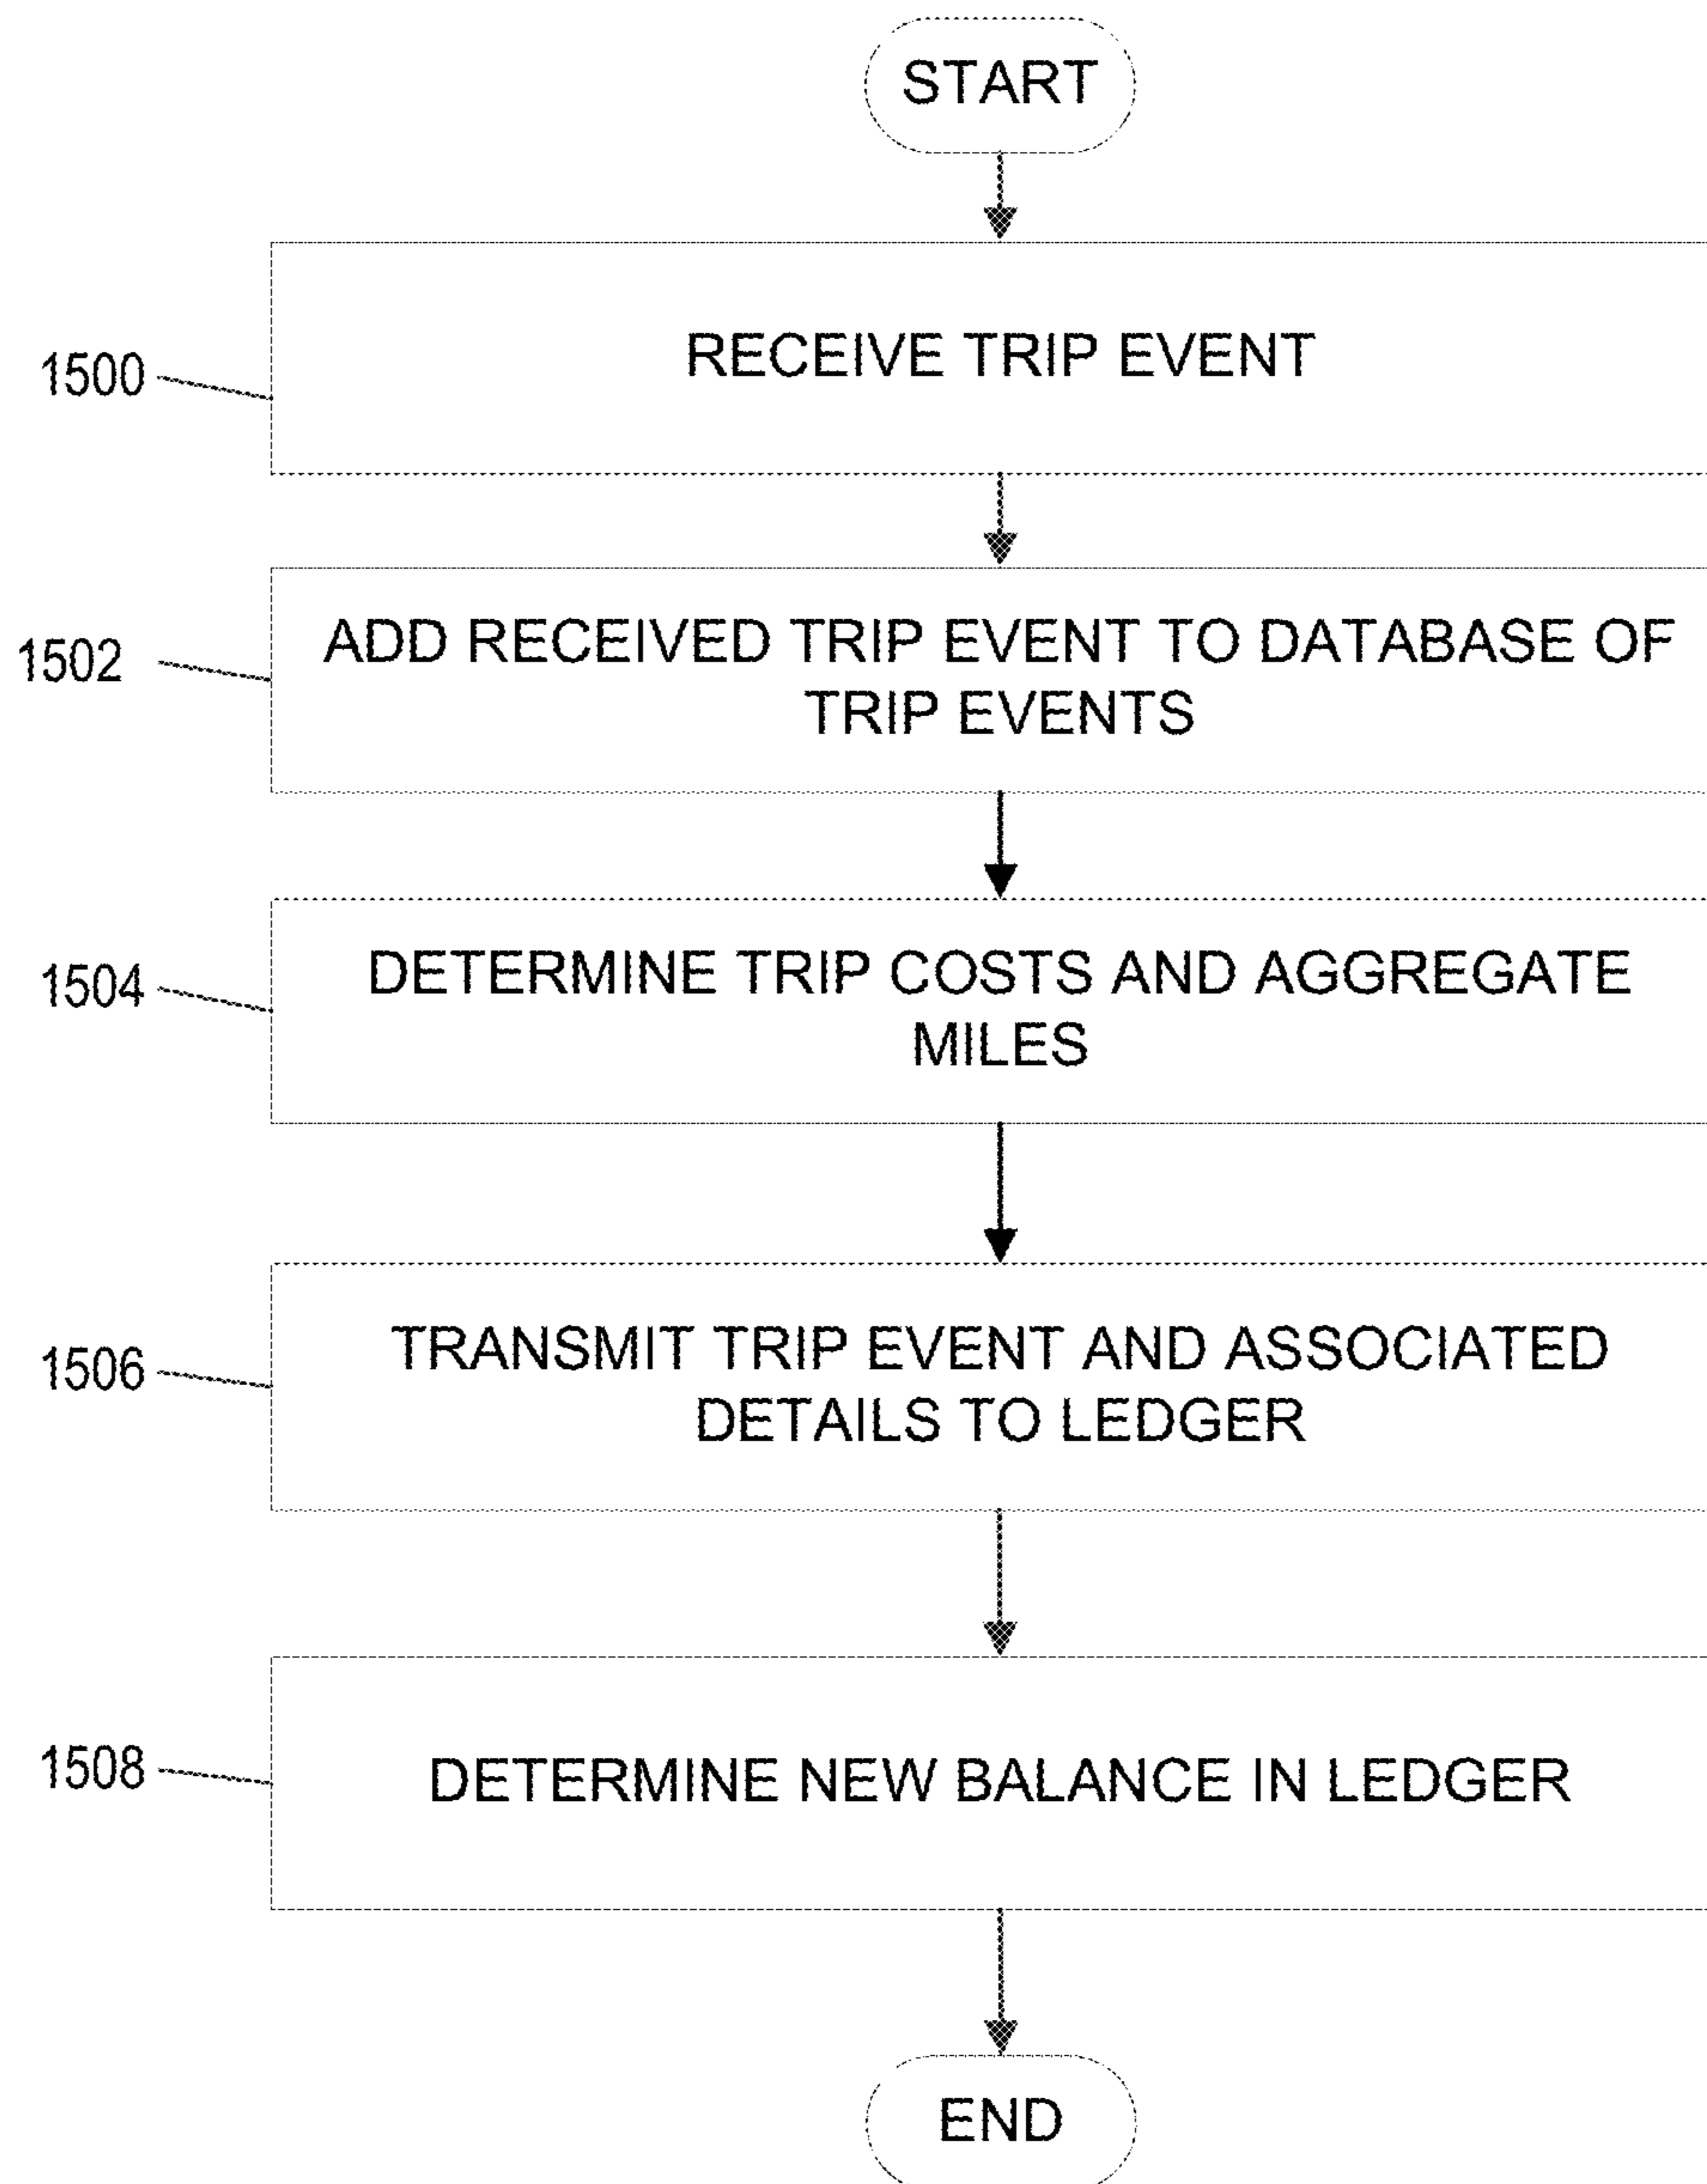 START
1500
RECEIVE TRIP EVENT
1502
ADD RECEIVED TRIP EVENT TO DATABASE OF
TRIP EVENTS
1504
DETERMINE TRIP COSTS AND AGGREGATE
MILES
1506
TRANSMIT TRIP EVENT AND ASSOCIATED
DETAILS TO LEDGER
1508
DETERMINE NEW BALANCE IN LEDGER
END